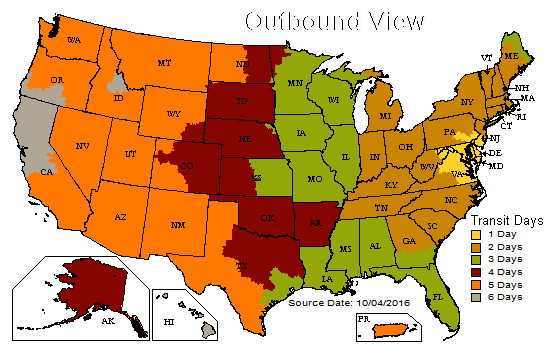 Outbound View
WA
MT
ND
MN
ME
VT
OR
ID
SD
WI
NY
NH
MA
RI
CT
WY
MI
PA
NJ
DE
MD
NV
UT
CO
NE
IA
IL
IN
OH
WV
VA
CA
KS
MO
KY
AZ
NM
OK
AR
TN
NC
SC
TX
LA
MS
AL
GA
FL
AK
HI
PR
Transit Days
1 Day
2 Days
3 Days
4 Days
5 Days
6 Days
Source Date: 10/04/2016